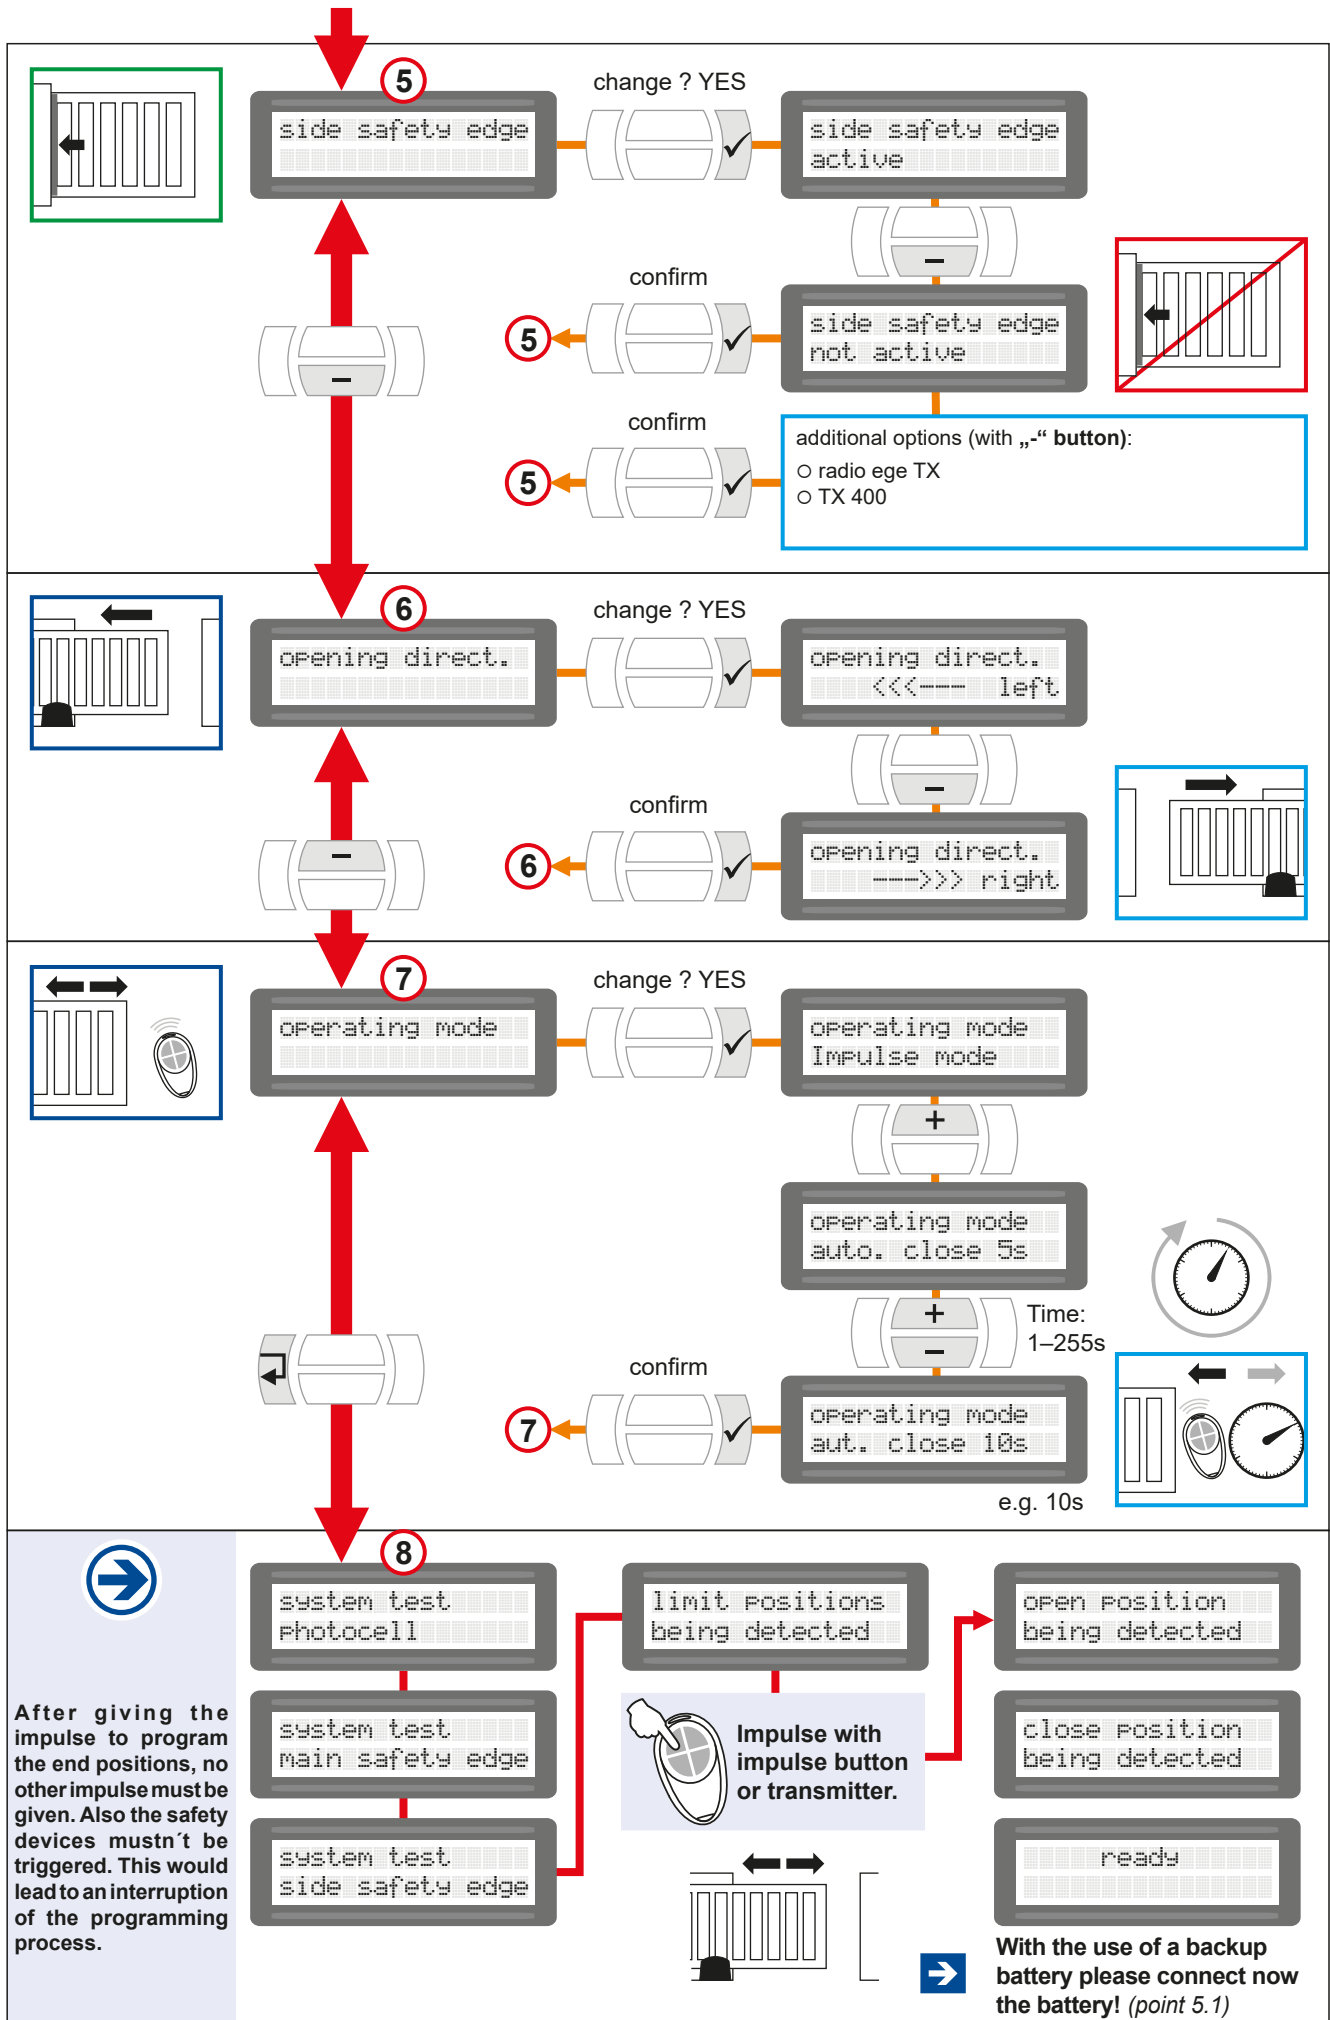 5
change ? YES
side safety edge
side safety edge
active
-
confirm
side safety edge
not active
5
-
confirm
additional options (with „-“ button):
radio ege TX
TX 400
5
6
change ? YES
opening direct.
opening direct.
<<<--- left
-
confirm
opening direct.
--->>> right
6
-
7
change ? YES
operating mode
operating mode
Impulse mode
+
operating mode
auto. close 5s
+
-
Time:
1–255s
confirm
operating mode
aut. close 10s
7
e.g. 10s
8
system test
photocell
limit positions
being detected
open position
being detected
After giving the
impulse to program
the end positions, no
other impulse must be
given. Also the safety
devices mustn´t be
triggered. This would
lead to an interruption
of the programming
process.
system test
main safety edge
Impulse with
impulse button
or transmitter.
close position
being detected
system test
side safety edge
ready
With the use of a backup
battery please connect now
the battery! (point 5.1)